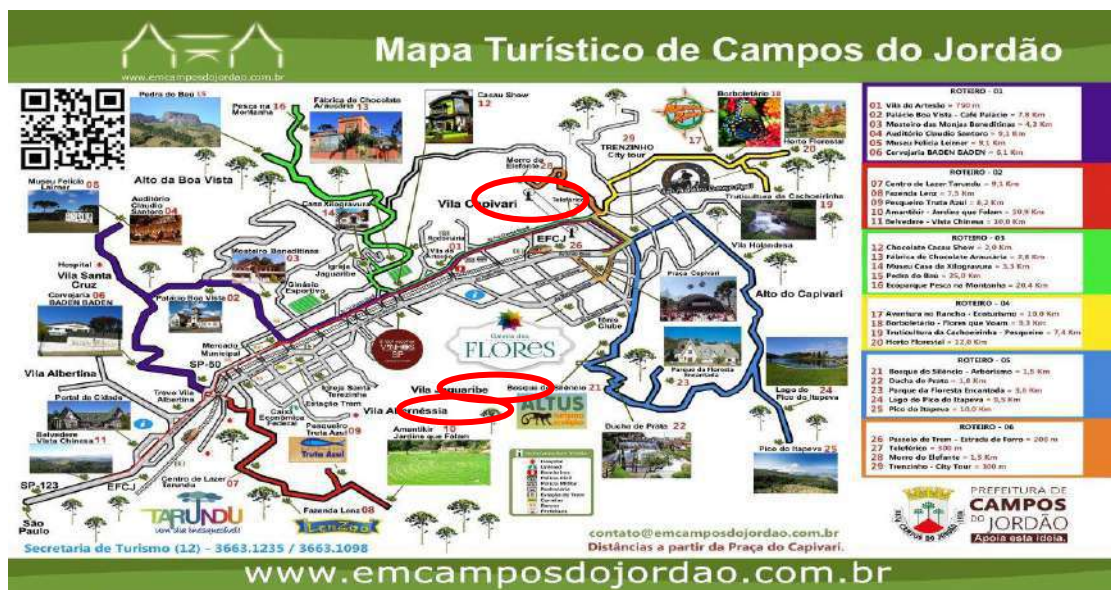 Mapa Turístico de Campos do Jordão
www.emcamposdojordao.com.br
Pedra do Baú 15
Pesca na
Montanha 16
Fábrica de Chocolate
Araucária 13
Cacau Show
12
17
Borboletário 18
Horto Florestal
20
29
TRENZINHO
City tour
Morro do
Elefante 28
Teleférico
Museu Felícia
Leirner 05
Alto da Boa Vista
Auditório
Claudio
Santoro 04
Casa Xilogravura
14
Vila Capivari
Truticultura da Cachoeirinha
19
Rodoviária
01
Vila do
Artesão
EFCJ
26
Vila Holandesa
Hospital
Vila Santa
Cruz
Mosteiro Beneditinas
03
Igreja
Jaguaribe
Ginásio
Esportivo
Praça Capivari
Alto do Capivari
Cervejaria 06
BADEN BADEN
Palácio Boa Vista 02
Tênis
Clube
FLORES
Mercado
Municipal
SP-50
Parque da Floresta
Encantada
23
Vila Albertina
Trevo Vila
Albertina
Igreja Santa
Terezinha
Vila Jaguaribe
Bosque do Silêncio 21
Lago do 24
Pico do Itapeva
Portal da Cidade
Estação Trem
Vila Abernéssia
ALTUS
Caixa
Econômica
Federal
Pesqueiro
Truta Azul 09
Truta Azul
Amantikir 10
Jardins que Falam
Ducha de Prata 22
Belvedere
Vista Chinesa 11
Pico do Itapeva 25
SP-123
EFCJ
Centro de Lazer
Tarundu 07
São
Paulo
TARUNDU
um dia inesquecível!
Fazenda Lenz 08
Hospital
Prefeitura
contato@emcamposdojordao.com.br
Secretaria de Turismo (12) - 3663.1235 / 3663.1098
Distâncias a partir da Praça do Capivari.
ROTEIRO - 01
01 Vila do Artesão = 790 m
02 Palácio Boa Vista - Café Palácio = 7,8 Km
03 Mosteiro das Monjas Beneditinas = 4,3 Km
04 Auditório Claudio Santoro = 9,1 Km
05 Museu Felícia Leirner = 9,1 Km
06 Cervejaria BADEN BADEN = 6,1 Km
ROTEIRO - 02
07 Centro de Lazer Tarundu = 9,1 Km
08 Fazenda Lenz = 7,5 Km
09 Pesqueiro Truta Azul = 6,2 Km
10 Amantikir - Jardins que Falam = 10,9 Km
11 Belvedere - Vista Chinesa = 10,0 Km
ROTEIRO - 03
12 Chocolate Cacau Show = 2,0 Km
13 Fábrica de Chocolate Araucária = 2,8 Km
14 Museu Casa da Xilogravura = 3,3 Km
15 Pedra do Baú = 25,0 Km
16 Ecoparque Pesca na Montanha = 20,4 Km
ROTEIRO - 04
17 Aventura no Rancho - Ecoturismo = 10,0 Km
18 Borboletário - Flores que Voam = 9,3 Km
19 Truticultura da Cachoeirinha - Pesqueiro = 7,4 Km
20 Horto Florestal = 12,0 Km
ROTEIRO - 05
21 Bosque do Silêncio - Arborismo = 1,5 Km
22 Ducha de Prata = 1,8 Km
23 Parque da Floresta Encantada = 3,5 Km
24 Lago do Pico do Itapeva = 9,5 Km
25 Pico do Itapeva = 10,0 Km
ROTEIRO - 06
26 Passeio de Trem - Estrada de Ferro = 200 m
27 Teleférico = 300 m
28 Morro do Elefante = 1,5 Km
29 Trenzinho - City Tour = 300 m
PREFEITURA DE
CAMPOS
DO JORDÃO
Apoia esta ideia.
www.emcamposdojordao.com.br